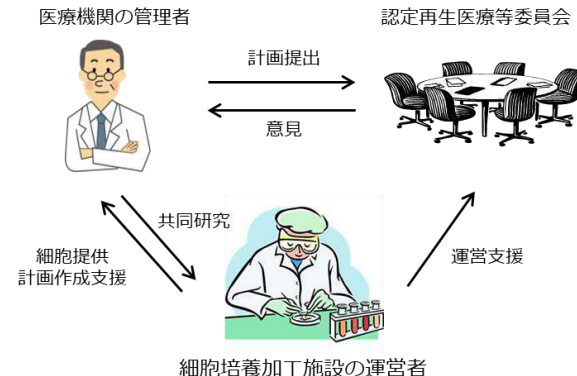 医療機関の管理者
認定再生医療等委員会
計画提出
意見
共同研究
細胞提供
計画作成支援
運営支援
細胞培養加工施設の運営者